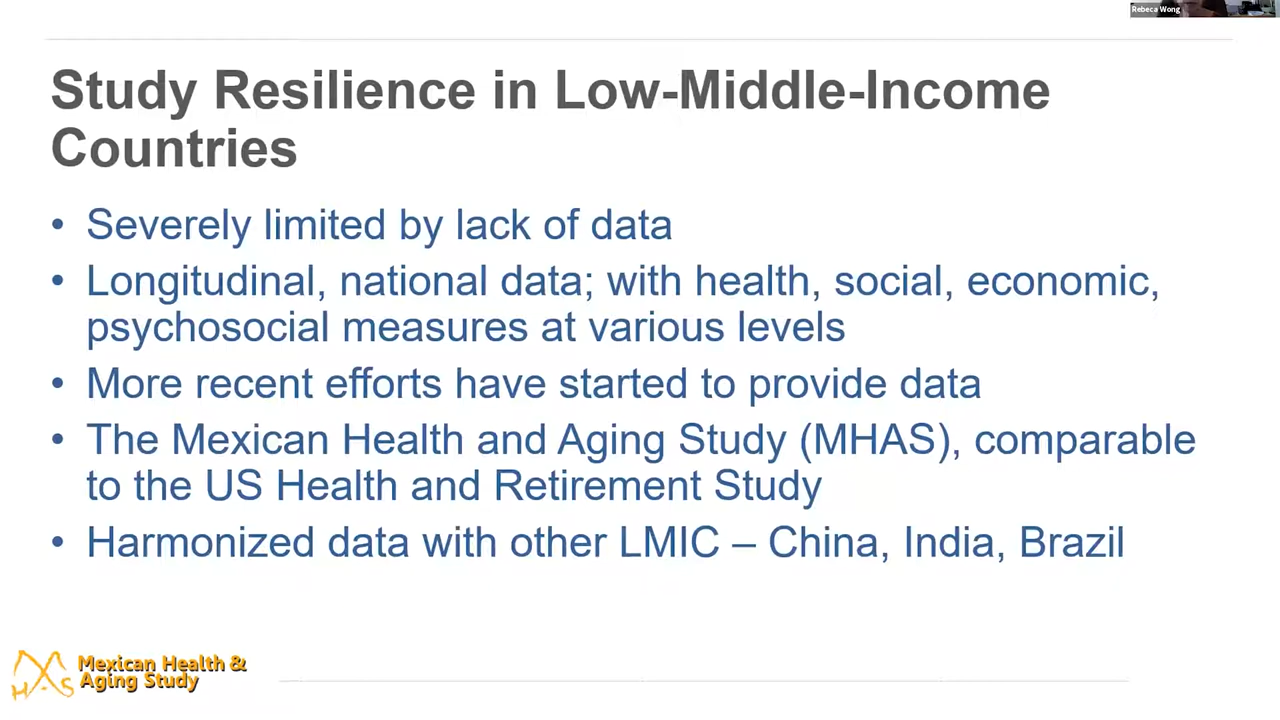 Rebeca Wong
Study Resilience in Low-Middle-Income
Countries
• Severely limited by lack of data
• Longitudinal, national data; with health, social, economic,
psychosocial measures at various levels
• More recent efforts have started to provide data
• The Mexican Health and Aging Study (MHAS), comparable
to the US Health and Retirement Study
• Harmonized data with other LMIC – China, India, Brazil
MHAS
Mexican Health &
Aging Study